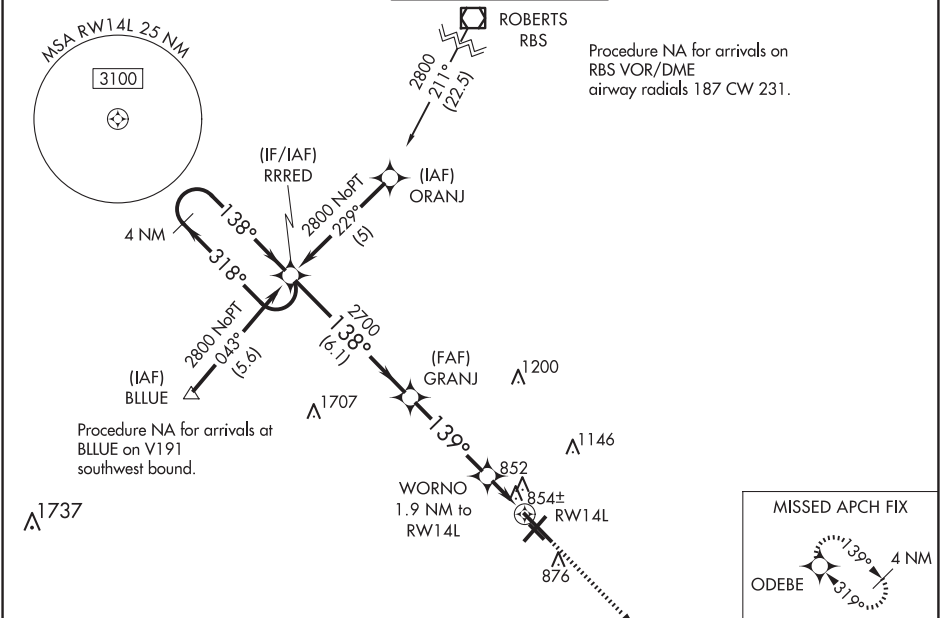 MSA RW14L 25 NM
3100
ROBERTS
RBS
Procedure NA for arrivals on
RBS VOR/DME
airway radials 187 CW 231.
2800
211°
(22.5)
(IF/IAF)
RRRED
(IAF)
ORANJ
2800 NoPT
229°
(5)
4 NM
138°
318°
2800 NoPT
043°
(5.6)
(IAF)
BLLUE
Procedure NA for arrivals at
BLLUE on V191
southwest bound.
2700
138°
(6.1)
(FAF)
GRANJ
1200
1707
139°
1146
WORNO
1.9 NM to
RW14L
852
854±
RW14L
876
1737
MISSED APCH FIX
139°
4 NM
ODEBE
319°